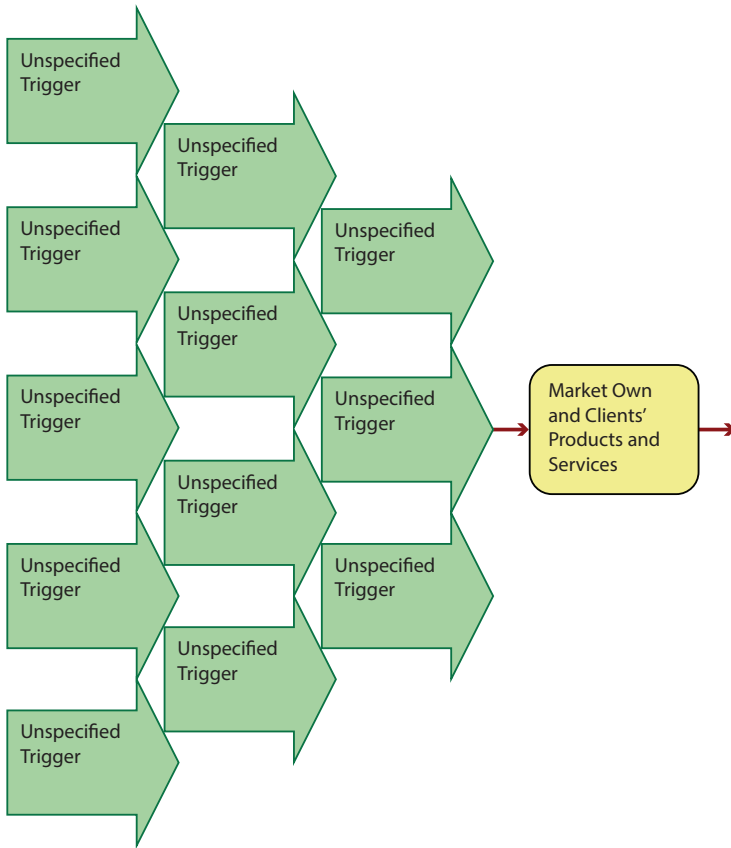 Unspecified
Trigger
Unspecified
Trigger
Unspecified
Trigger
Unspecified
Trigger
Unspecified
Trigger
Unspecified
Trigger
Unspecified
Trigger
Unspecified
Trigger
Unspecified
Trigger
Unspecified
Trigger
Unspecified
Trigger
Unspecified
Trigger
Market Own
and Clients’
Products and
Services